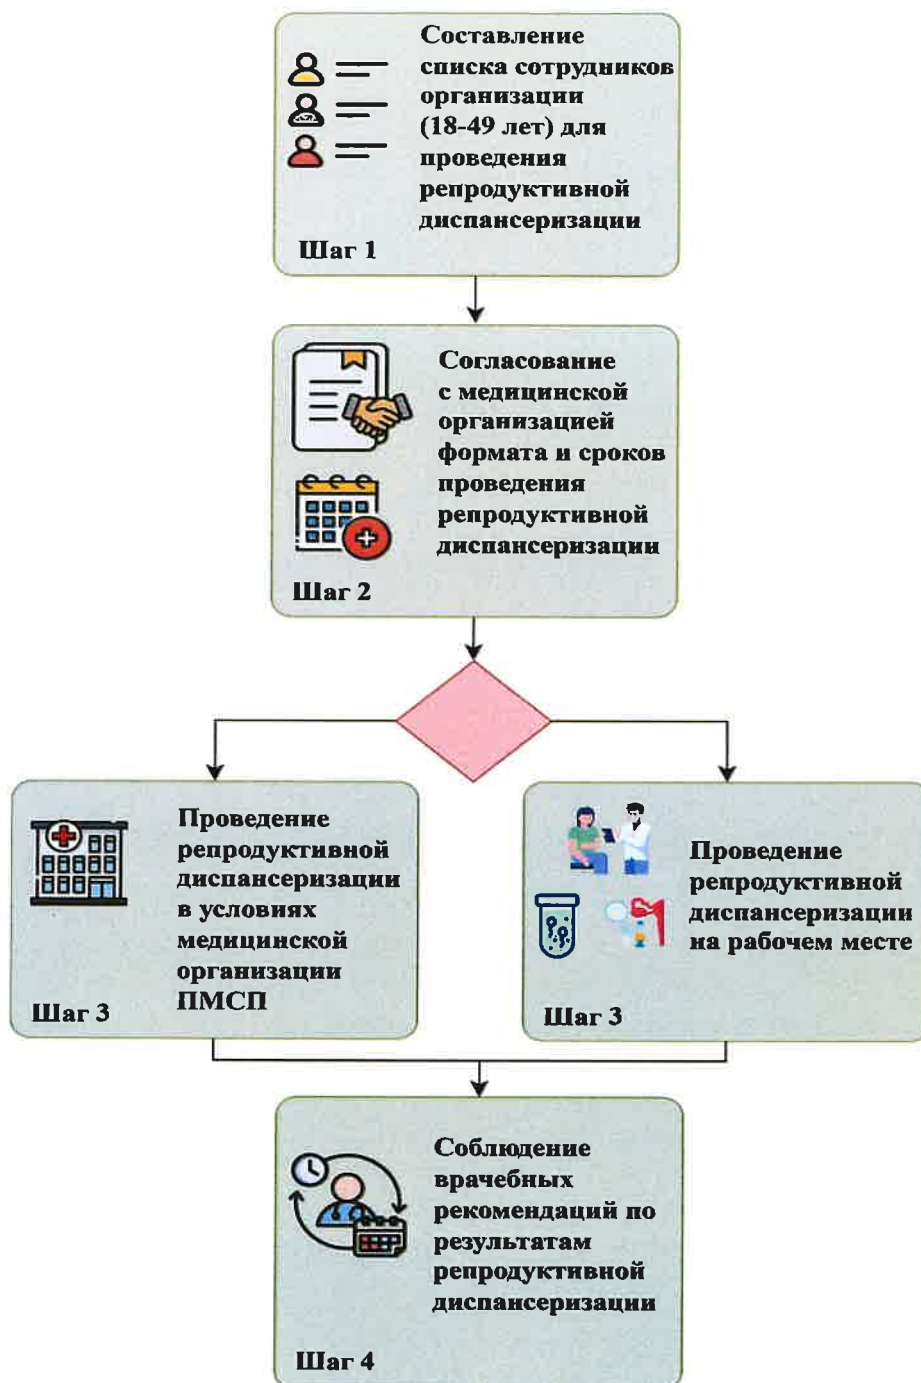 Составление
списка сотрудников
организации
(18-49 лет) для
проведения
репродуктивной
диспансеризации
Шаг 1
Согласование
с медицинской
организацией
формата и сроков
проведения
репродуктивной
диспансеризации
Шаг 2
Проведение
репродуктивной
диспансеризации
в условиях
медицинской
организации
ПМСП
Шаг 3
Проведение
репродуктивной
диспансеризации
на рабочем месте
Шаг 3
Соблюдение
врачебных
рекомендаций по
результатам
репродуктивной
диспансеризации
Шаг 4